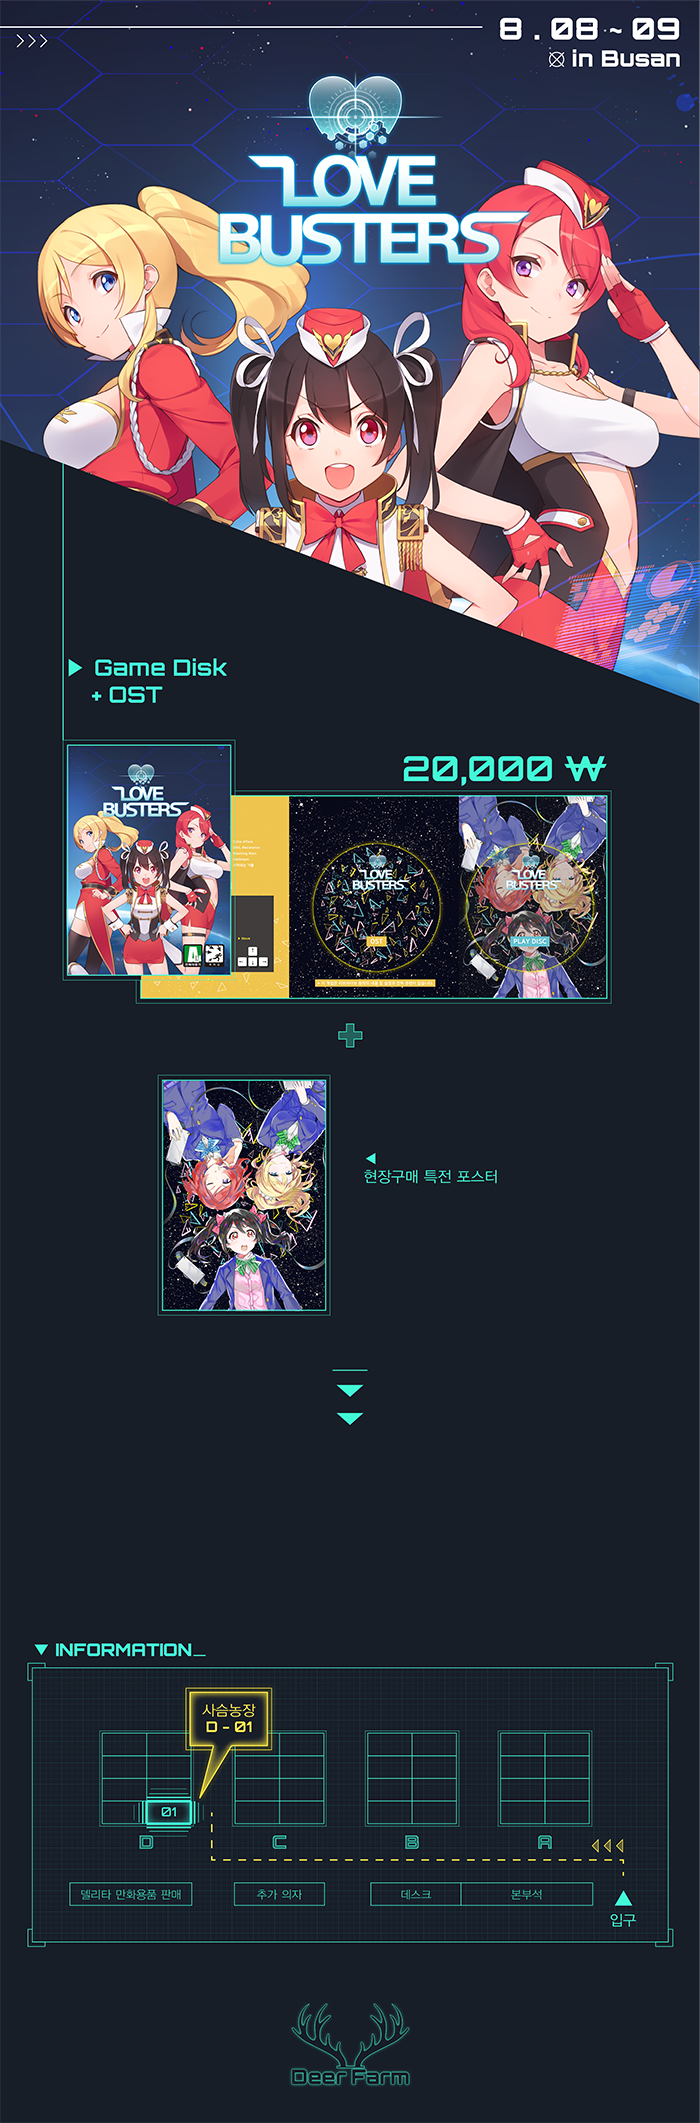 8 . 08 ~ 09
in Busan
LOVE
BUSTERS
Game Disk
+ OST
20,000 ₩
LOVE
BUSTERS
LOVE
BUSTERS
OST
LOVE
BUSTERS
PLAY DISC
현장구매 특전 포스터
INFORMATION_
사슴농장
D - 01
01
D
C
B
A
델리타 만화용품 판매
추가 의자
데스크
본부석
입구
Deer Farm